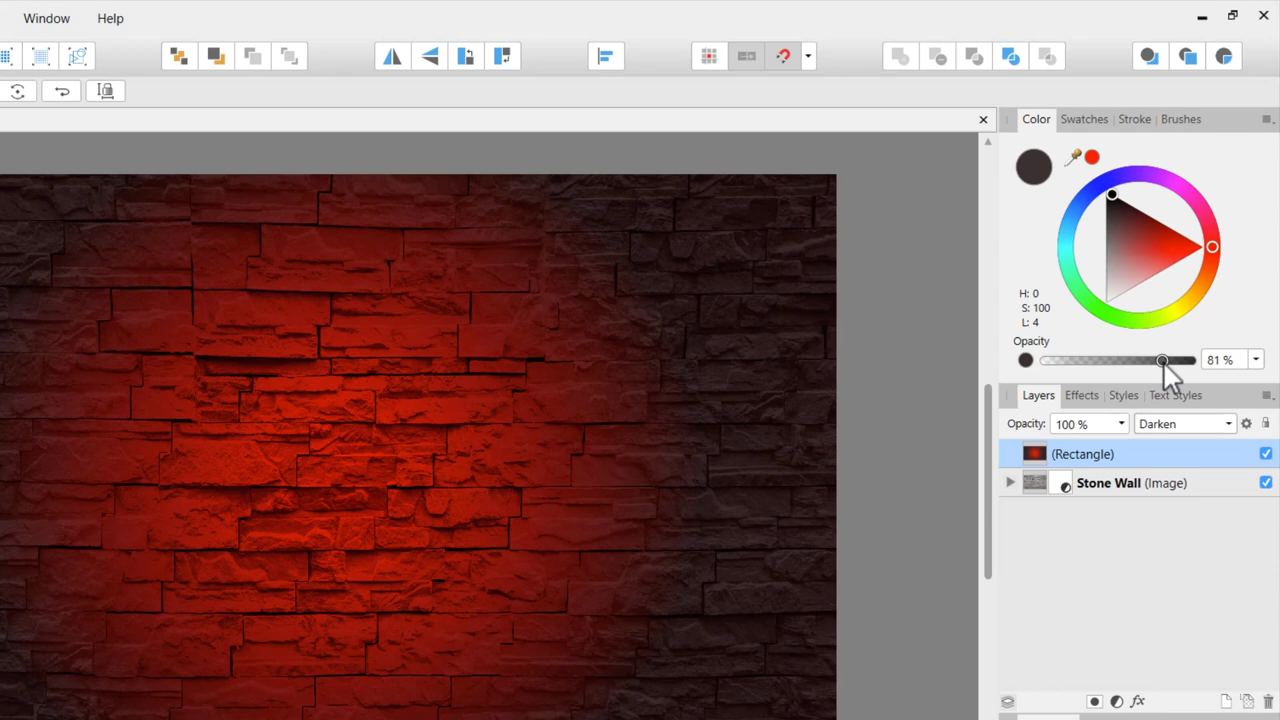 Window Help
Color Swatches Stroke Brushes
H: 0
S: 100
L: 4
Opacity
81 %
Layers Effects Styles Text Styles
Opacity: 100 % Darken
(Rectangle)
Stone Wall (Image)
fx